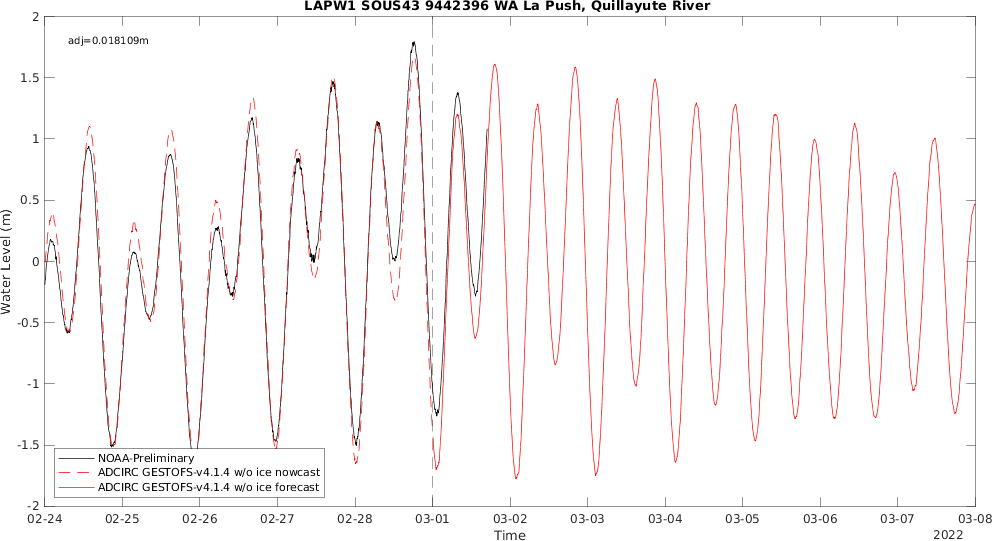 LAPW1 SOUS43 9442396 WA La Push, Quillayute River
adj=0.018109m
2
1.5
1
0.5
0
-0.5
-1
-1.5
-2
Water Level (m)
NOAA-Preliminary
ADCIRC GESTOFS-v4.1.4 w/o ice nowcast
ADCIRC GESTOFS-v4.1.4 w/o ice forecast
02-24 02-25 02-26 02-27 02-28 03-01 03-02 03-03 03-04 03-05 03-06 03-07 03-08
Time
2022